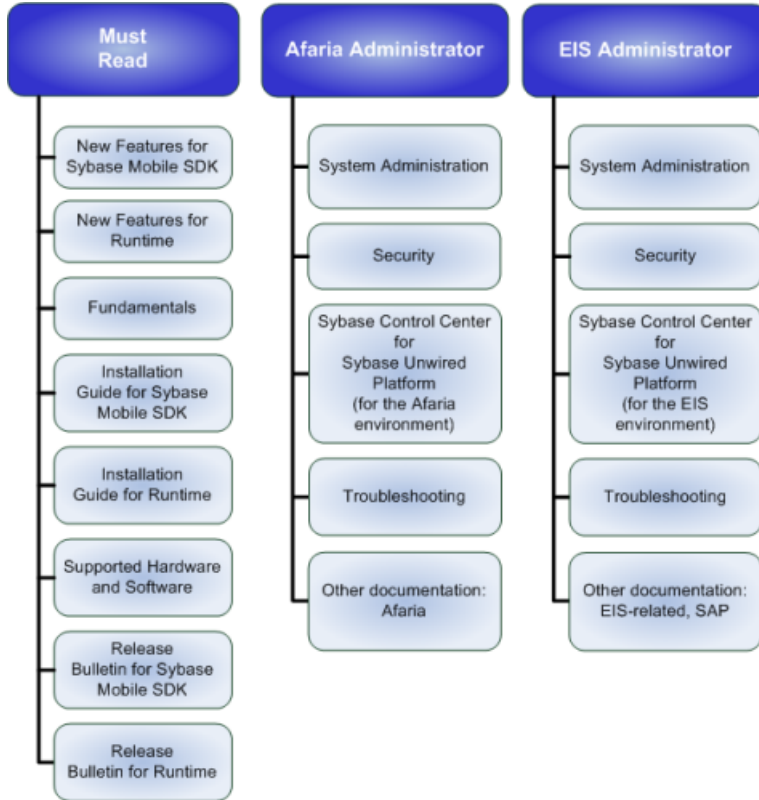 Must
Read
New Features for
Sybase Mobile SDK
New Features for
Runtime
Fundamentals
Installation
Guide for Sybase
Mobile SDK
Installation
Guide for Runtime
Supported Hardware
and Software
Release
Bulletin for Sybase
Mobile SDK
Release
Bulletin for Runtime
Afaria Administrator
System Administration
Security
Sybase Control Center
for
Sybase Unwired
Platform
(for the Afaria
environment)
Troubleshooting
Other documentation:
Afaria
EIS Administrator
System Administration
Security
Sybase Control Center
for
Sybase Unwired
Platform
(for the EIS
environment)
Troubleshooting
Other documentation:
EIS-related, SAP